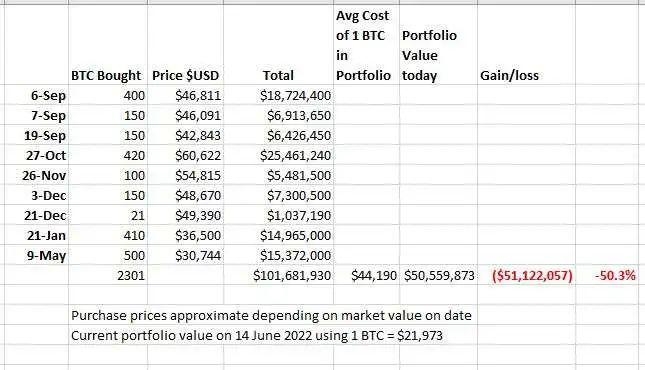 Avg Cost
of 1 BTC Portfolio
in Value
BTC Bought Price $USD Total Portfolio today Gain/loss
6-Sep 400 $46,811 $18,724,400
7-Sep 150 $46,091 $6,913,650
19-Sep 150 $42,843 $6,426,450
27-Oct 420 $60,622 $25,461,240
26-Nov 100 $54,815 $5,481,500
3-Dec 150 $48,670 $7,300,500
21-Dec 21 $49,390 $1,037,190
21-Jan 410 $36,500 $14,965,000
9-May 500 $30,744 $15,372,000
2301 $101,681,930 $44,190 $50,559,873 ($51,122,057) -50.3%
Purchase prices approximate depending on market value on date
Current portfolio value on 14 June 2022 using 1 BTC = $21,973